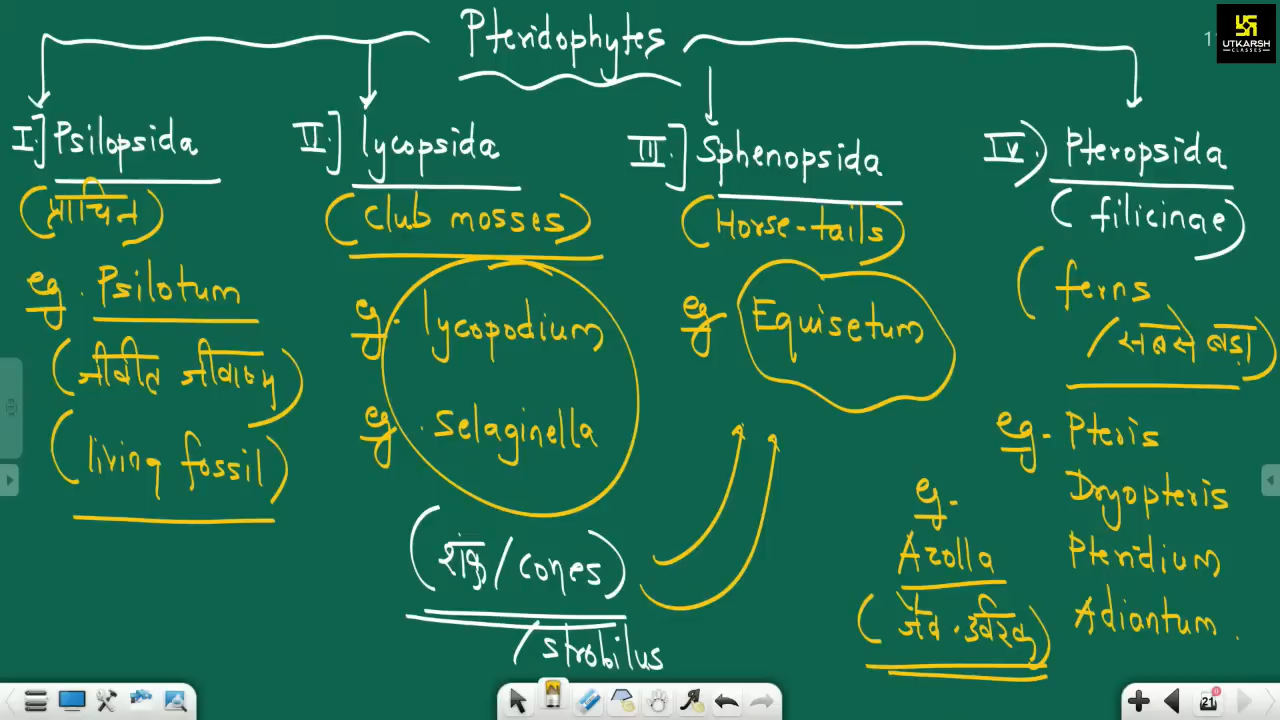 Pteridophytes
UTKARSH
CLASSES
I.] Psilopsida
(प्राचिन)
eg. Psilotum
(जीवीत जीवाश्म)
(living fossil)
II.] lycopsida
(club mosses)
eg. lycopodium
eg. selaginella
(शंकु/cones)
/strobilus
III.] Sphenopsida
(Horse-tails)
eg Equisetum
IV.) Pteropsida
(filicinae)
(ferns
/सबसे बड़ा)
eg. Pteris
Dryopteris
Pteridium
Adiantum.
eg.
Azolla
(जैव.उर्वरक)
21